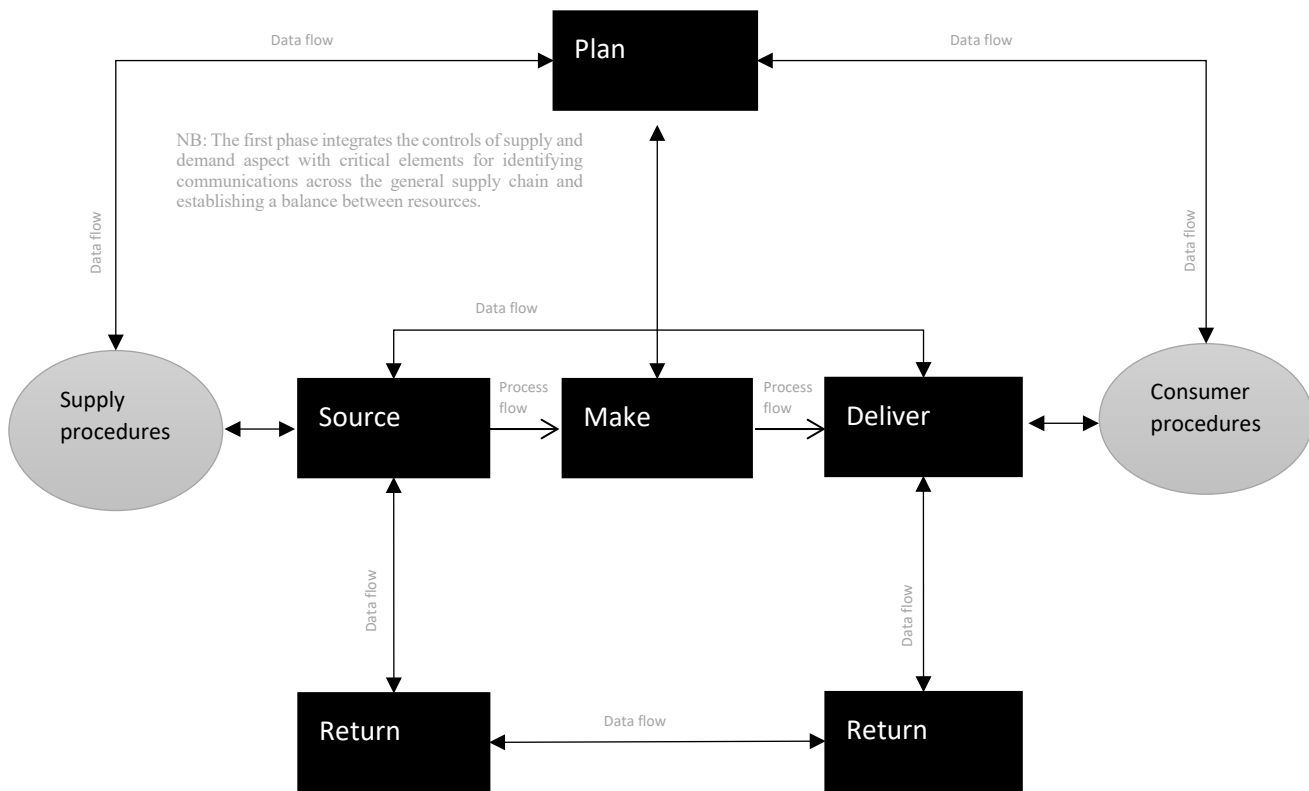 Data flow
Plan
Data flow
NB: The first phase integrates the controls of supply and
demand aspect with critical elements for identifying
communications across the general supply chain and
establishing a balance between resources.
Data flow
Data flow
Data flow
Supply
procedures
Source
Process
flow
Make
Process
flow
Deliver
Consumer
procedures
Data flow
Data flow
Return
Data flow
Return